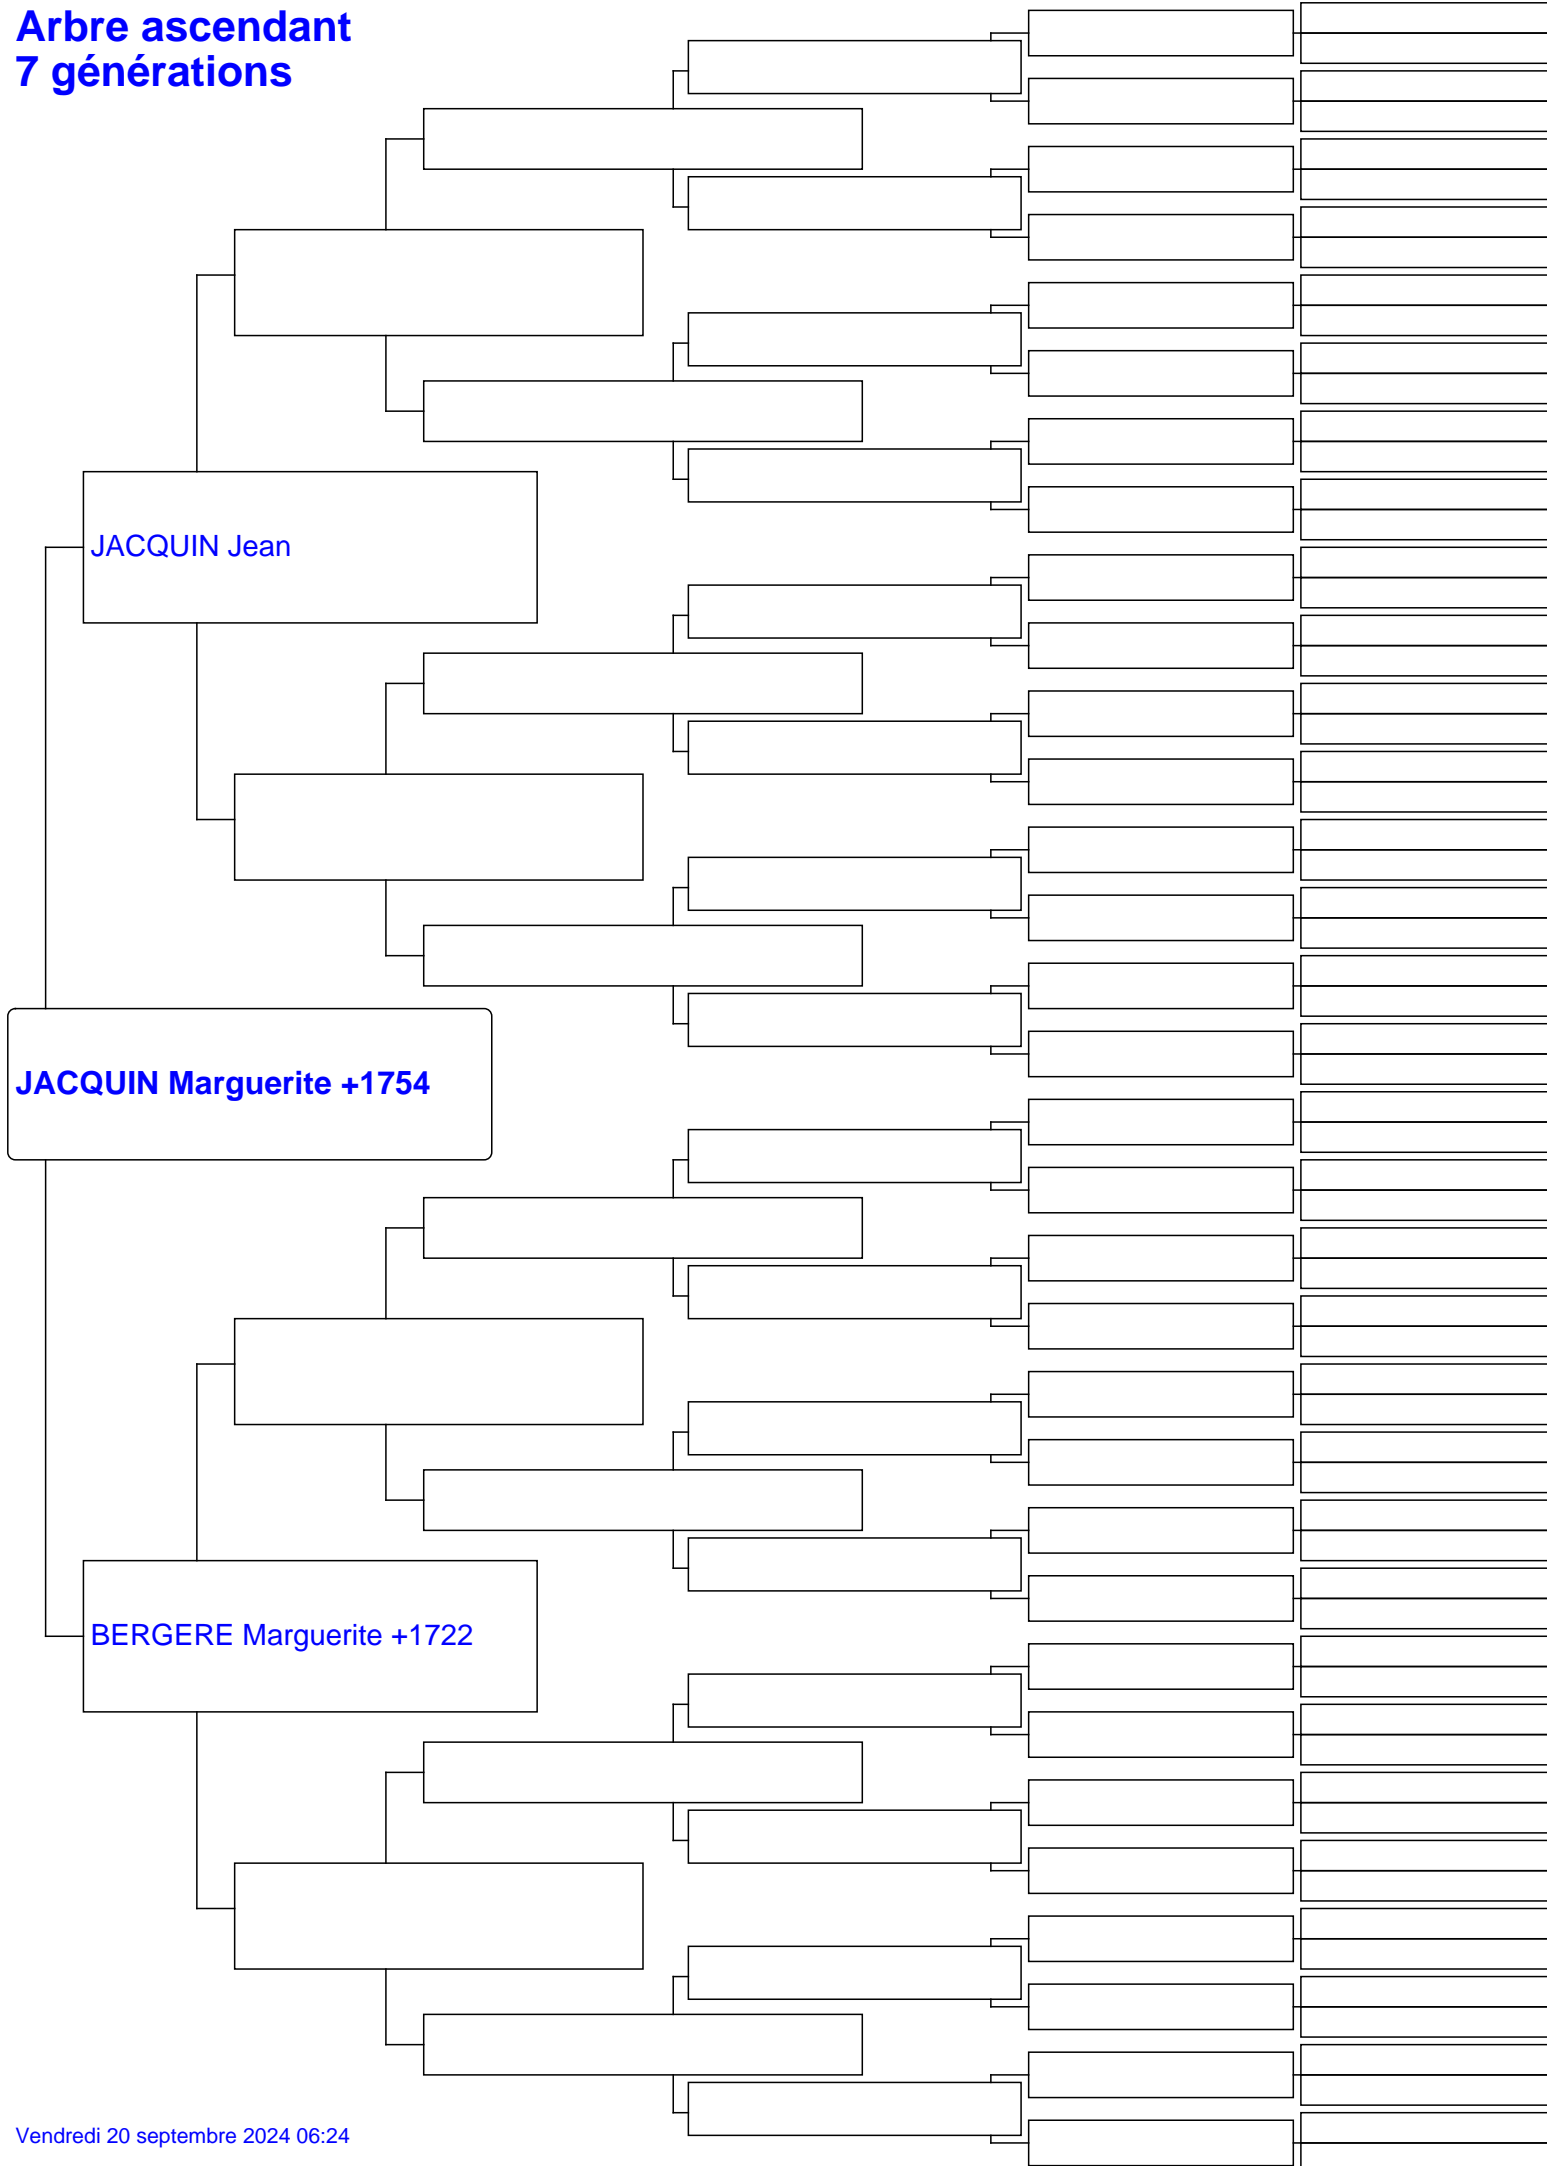 Arbre ascendant
7 générations
JACQUIN Jean
JACQUIN Marguerite +1754
BERGERE Marguerite +1722
Vendredi 20 septembre 2024 06:24